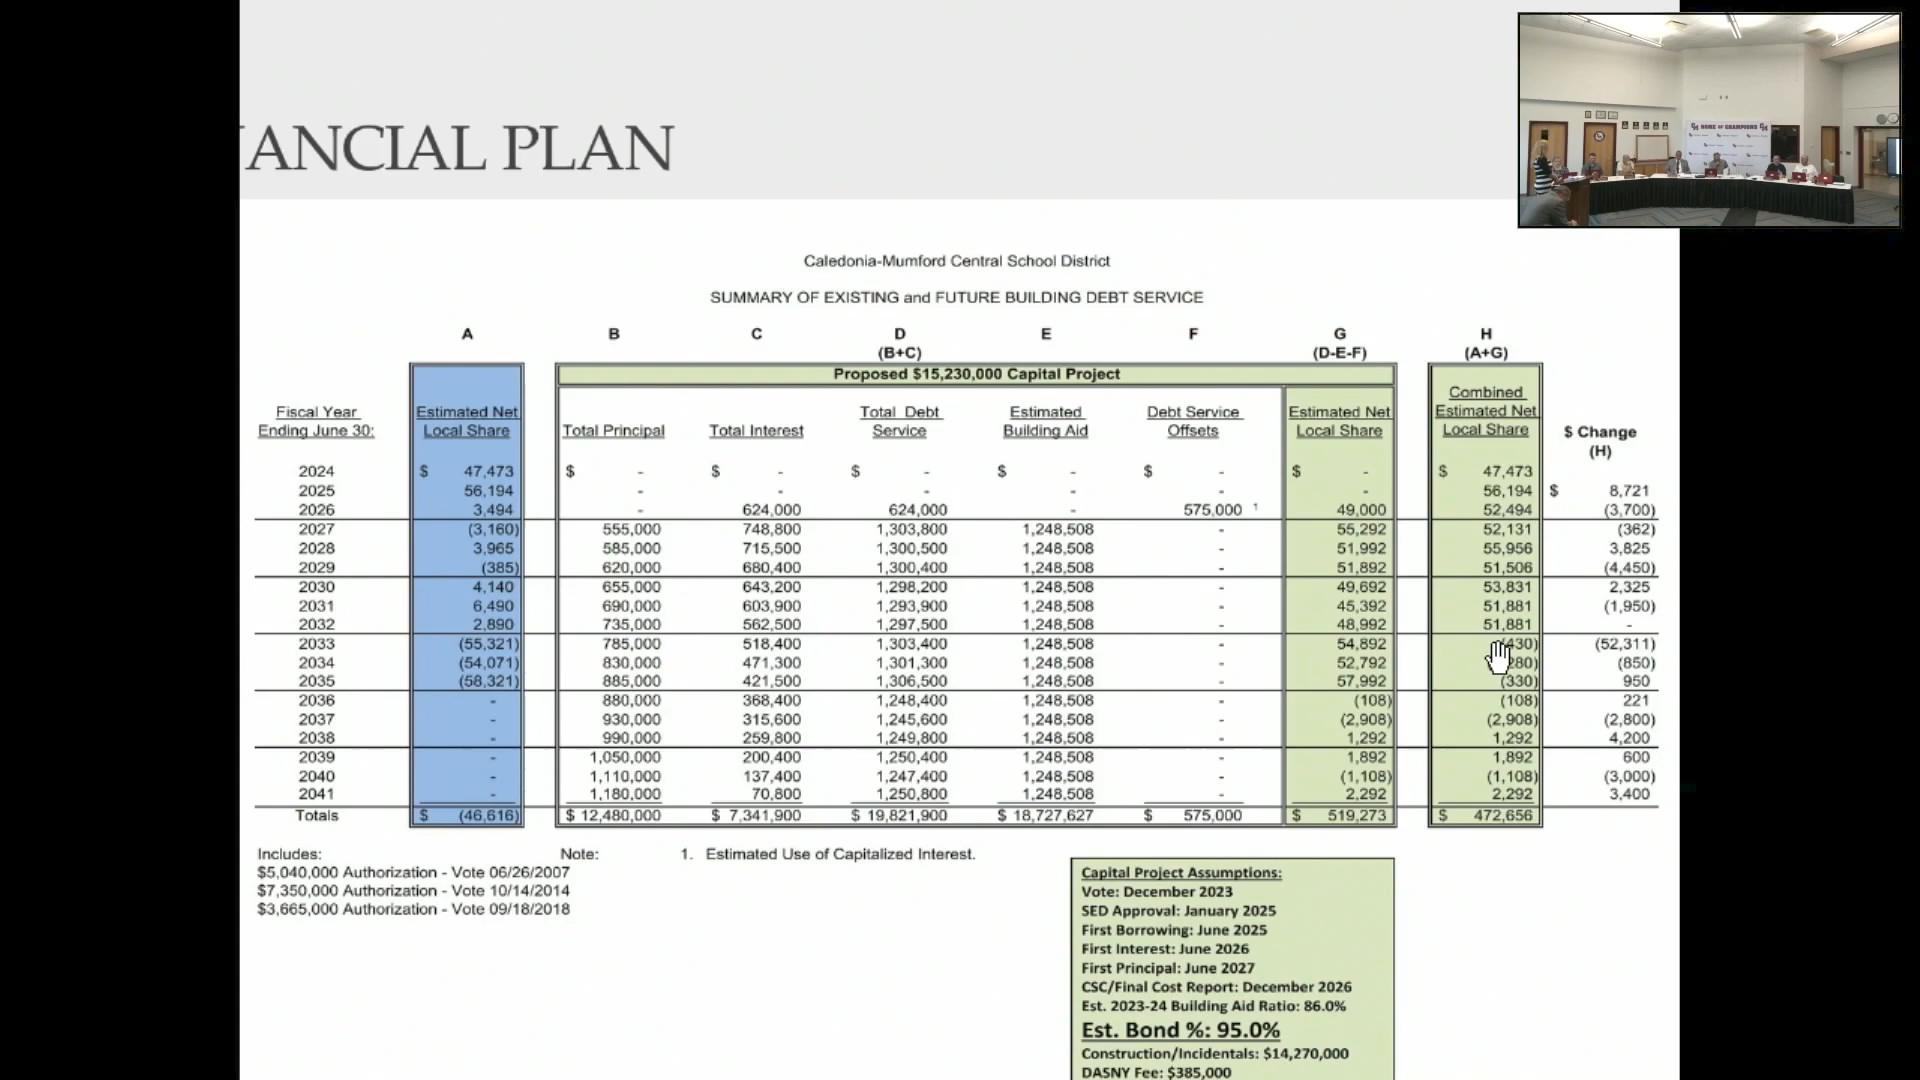 ANCIAL PLAN
HOME OF CHAMPIONS
Caledonia-Mumford Central School District
SUMMARY OF EXISTING and FUTURE BUILDING DEBT SERVICE
A B C D E F G H
(B+C) (D-E-F) (A+G)
Proposed $15,230,000 Capital Project
Fiscal Year Ending June 30: Estimated Net Local Share Total Principal Total Interest Total Debt Service Estimated Building Aid Debt Service Offsets Estimated Net Local Share Combined Estimated Net Local Share $ Change (H)
2024 $ 47,473 $ - $ - $ - $ - $ - $ - $ 47,473
2025 56,194 - - - - - - 56,194 $ 8,721
2026 3,494 - 624,000 624,000 - 575,000 1 49,000 52,494 (3,700)
2027 (3,160) 555,000 748,800 1,303,800 1,248,508 - 55,292 52,131 (362)
2028 3,965 585,000 715,500 1,300,500 1,248,508 - 51,992 55,956 3,825
2029 (385) 620,000 680,400 1,300,400 1,248,508 - 51,892 51,506 (4,450)
2030 4,140 655,000 643,200 1,298,200 1,248,508 - 49,692 53,831 2,325
2031 6,490 690,000 603,900 1,293,900 1,248,508 - 45,392 51,881 (1,950)
2032 2,890 735,000 562,500 1,297,500 1,248,508 - 48,992 51,881 -
2033 (55,321) 785,000 518,400 1,303,400 1,248,508 - 54,892 (430) (52,311)
2034 (54,071) 830,000 471,300 1,301,300 1,248,508 - 52,792 280) (850)
2035 (58,321) 885,000 421,500 1,306,500 1,248,508 - 57,992 (330) 950
2036 - 880,000 368,400 1,248,400 1,248,508 - (108) (108) 221
2037 - 930,000 315,600 1,245,600 1,248,508 - (2,908) (2,908) (2,800)
2038 - 990,000 259,800 1,249,800 1,248,508 - 1,292 1,292 4,200
2039 - 1,050,000 200,400 1,250,400 1,248,508 - 1,892 1,892 600
2040 - 1,110,000 137,400 1,247,400 1,248,508 - (1,108) (1,108) (3,000)
2041 - 1,180,000 70,800 1,250,800 1,248,508 - 2,292 2,292 3,400
Totals $ (46,616) $ 12,480,000 $ 7,341,900 $ 19,821,900 $ 18,727,627 $ 575,000 $ 519,273 $ 472,656
Includes:
$5,040,000 Authorization - Vote 06/26/2007
$7,350,000 Authorization - Vote 10/14/2014
$3,665,000 Authorization - Vote 09/18/2018
Note: 1. Estimated Use of Capitalized Interest.
Capital Project Assumptions:
Vote: December 2023
SED Approval: January 2025
First Borrowing: June 2025
First Interest: June 2026
First Principal: June 2027
CSC/Final Cost Report: December 2026
Est. 2023-24 Building Aid Ratio: 86.0%
Est. Bond %: 95.0%
Construction/Incidentals: $14,270,000
DASNY Fee: $385,000